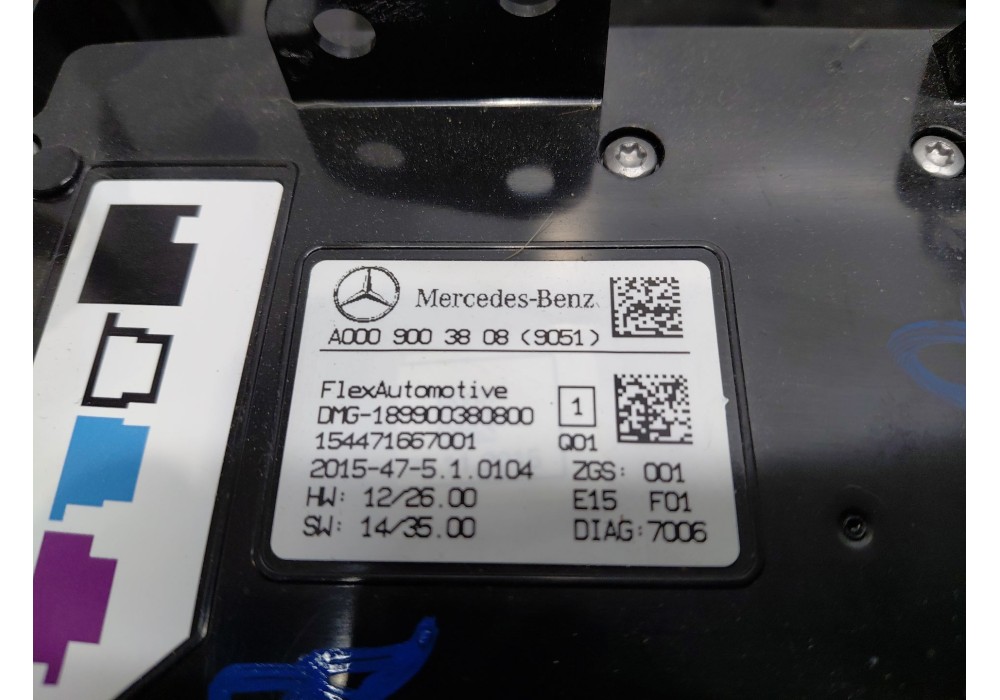 Mercedes-Benz
A000 900 38 08 (9051)
FlexAutomotive
DMG-189900380800
1
154471667001
Q01
2015-47-5.1.0104 ZGS: 001
HW: 12/26.00 E15 F01
SW: 14/35.00 DIAG:7006